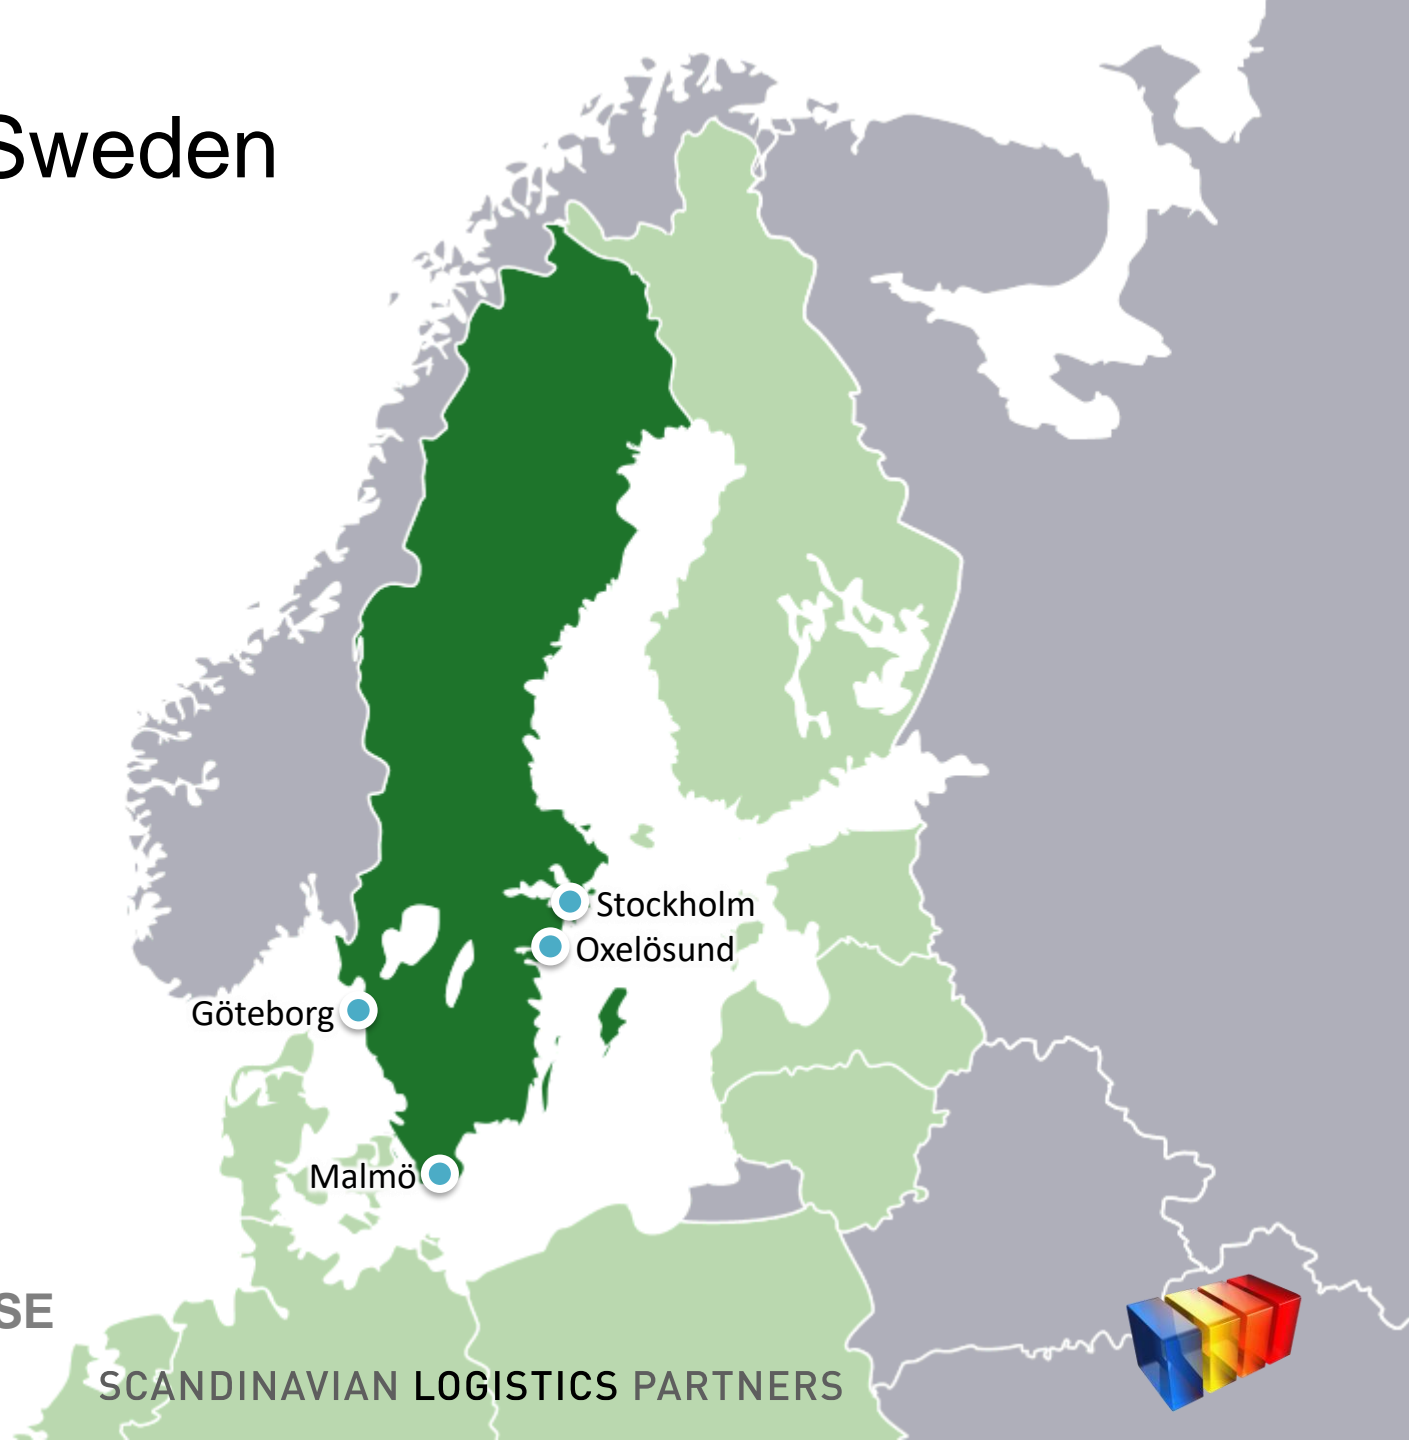 Sweden
Stockholm
Oxelösund
Göteborg
Malmö
SE
SCANDINAVIAN LOGISTICS PARTNERS